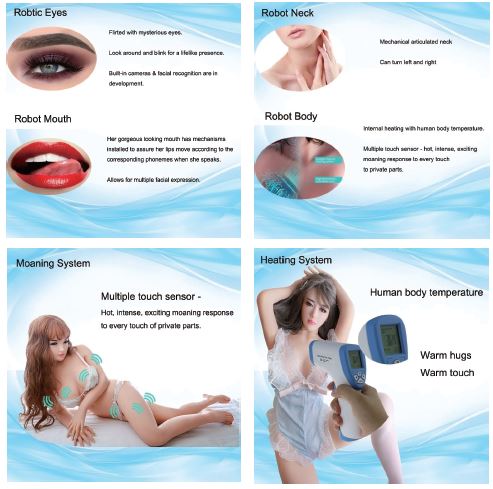 Robtic Eyes
Flirted with mysterious eyes.
Look around and blink for a lifelike presence.
Built-in cameras & facial recognition are in
development.
Robot Mouth
Her gorgeous looking mouth has mechanisms
installed to assure her lips move according to the
corresponding phonemes when she speaks.
Allows for multiple facial expression.
Robot Neck
Mechanical articulated neck
Can turn left and right
Robot Body
Internal heating with human body temperature.
Multiple touch sensor - hot, intense, exciting
moaning response to every touch
to private parts.
Moaning System
Multiple touch sensor -
Hot, intense, exciting moaning response
to every touch of private parts.
Heating System
Human body temperature
Warm hugs
Warm touch